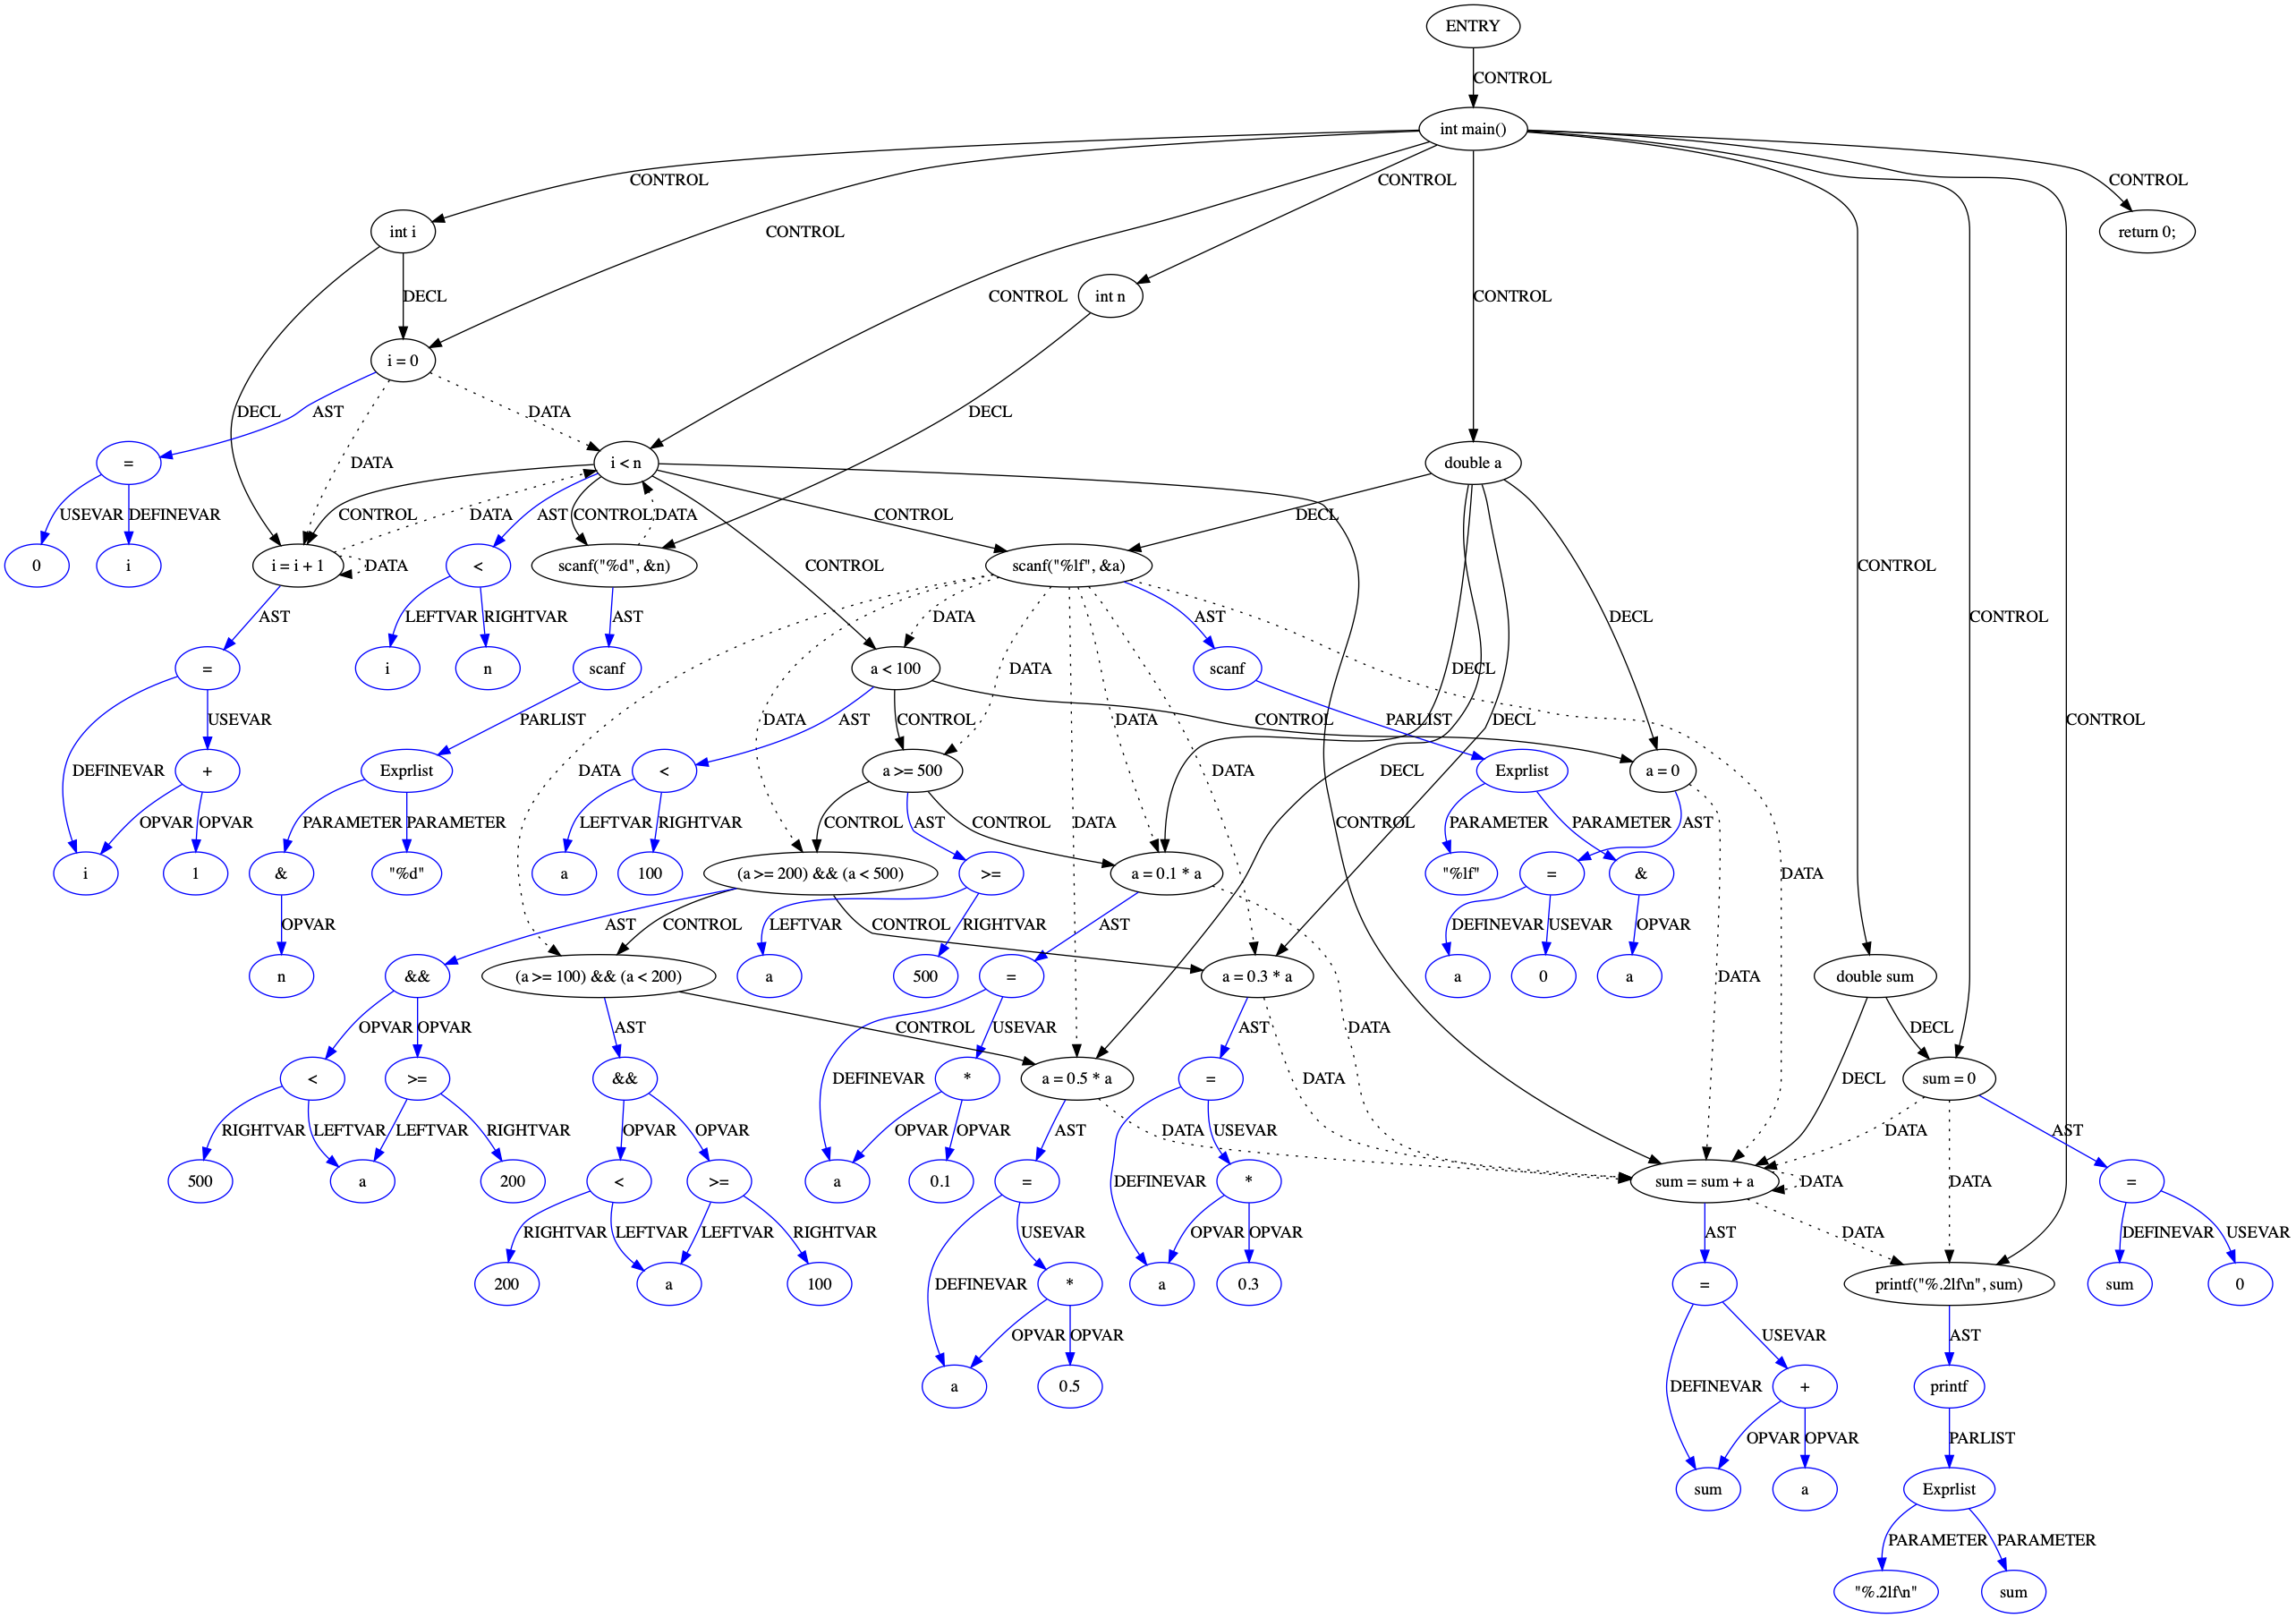 ENTRY
CONTROL
int main()
CONTROL
CONTROL
CONTROL
int i
CONTROL
return 0;
DECL
CONTROL
int n
CONTROL
i = 0
DECL
AST
DATA
DECL
=
DATA
i < n
double a
USEVAR
DEFINEVAR
CONTROL
DATA
AST
CONTROL
DATA
CONTROL
DECL
0
i
i = i + 1
DATA
<
scanf("%d", &n)
CONTROL
scanf("%lf", &a)
CONTROL
AST
LEFTVAR
RIGHTVAR
AST
DATA
AST
DECL
CONTROL
=
i
n
scanf
a < 100
DATA
scanf
DECL
USEVAR
PARLIST
DATA
AST
CONTROL
CONTROL
PARLIST
DECL
DEFINEVAR
+
Exprlist
DATA
<
a >= 500
DATA
DATA
DECL
Exprlist
a = 0
OPVAR
OPVAR
PARAMETER
PARAMETER
LEFTVAR
RIGHTVAR
CONTROL
AST
CONTROL
DATA
CONTROL
PARAMETER
PARAMETER
AST
i
1
&
"%d"
a
100
(a >= 200) && (a < 500)
>=
a = 0.1 * a
"%lf"
=
&
DATA
OPVAR
AST
CONTROL
LEFTVAR
CONTROL
RIGHTVAR
AST
DEFINEVAR
USEVAR
OPVAR
n
&&
(a >= 100) && (a < 200)
a
500
=
a = 0.3 * a
a
0
a
DATA
double sum
OPVAR
OPVAR
AST
CONTROL
USEVAR
AST
DATA
DECL
<
>=
&&
DEFINEVAR
*
a = 0.5 * a
=
DATA
DECL
sum = 0
RIGHTVAR
LEFTVAR
LEFTVAR
RIGHTVAR
OPVAR
OPVAR
OPVAR
OPVAR
AST
DATA
USEVAR
DATA
AST
500
a
200
<
>=
a
0.1
=
DEFINEVAR
*
sum = sum + a
DATA
DATA
=
RIGHTVAR
LEFTVAR
LEFTVAR
RIGHTVAR
USEVAR
OPVAR
OPVAR
AST
DATA
DEFINEVAR
USEVAR
200
a
100
DEFINEVAR
*
a
0.3
=
printf("%.2lf\n", sum)
sum
0
OPVAR
OPVAR
USEVAR
AST
a
0.5
DEFINEVAR
+
printf
OPVAR
OPVAR
PARLIST
sum
a
Exprlist
PARAMETER
PARAMETER
"%.2lf\n"
sum